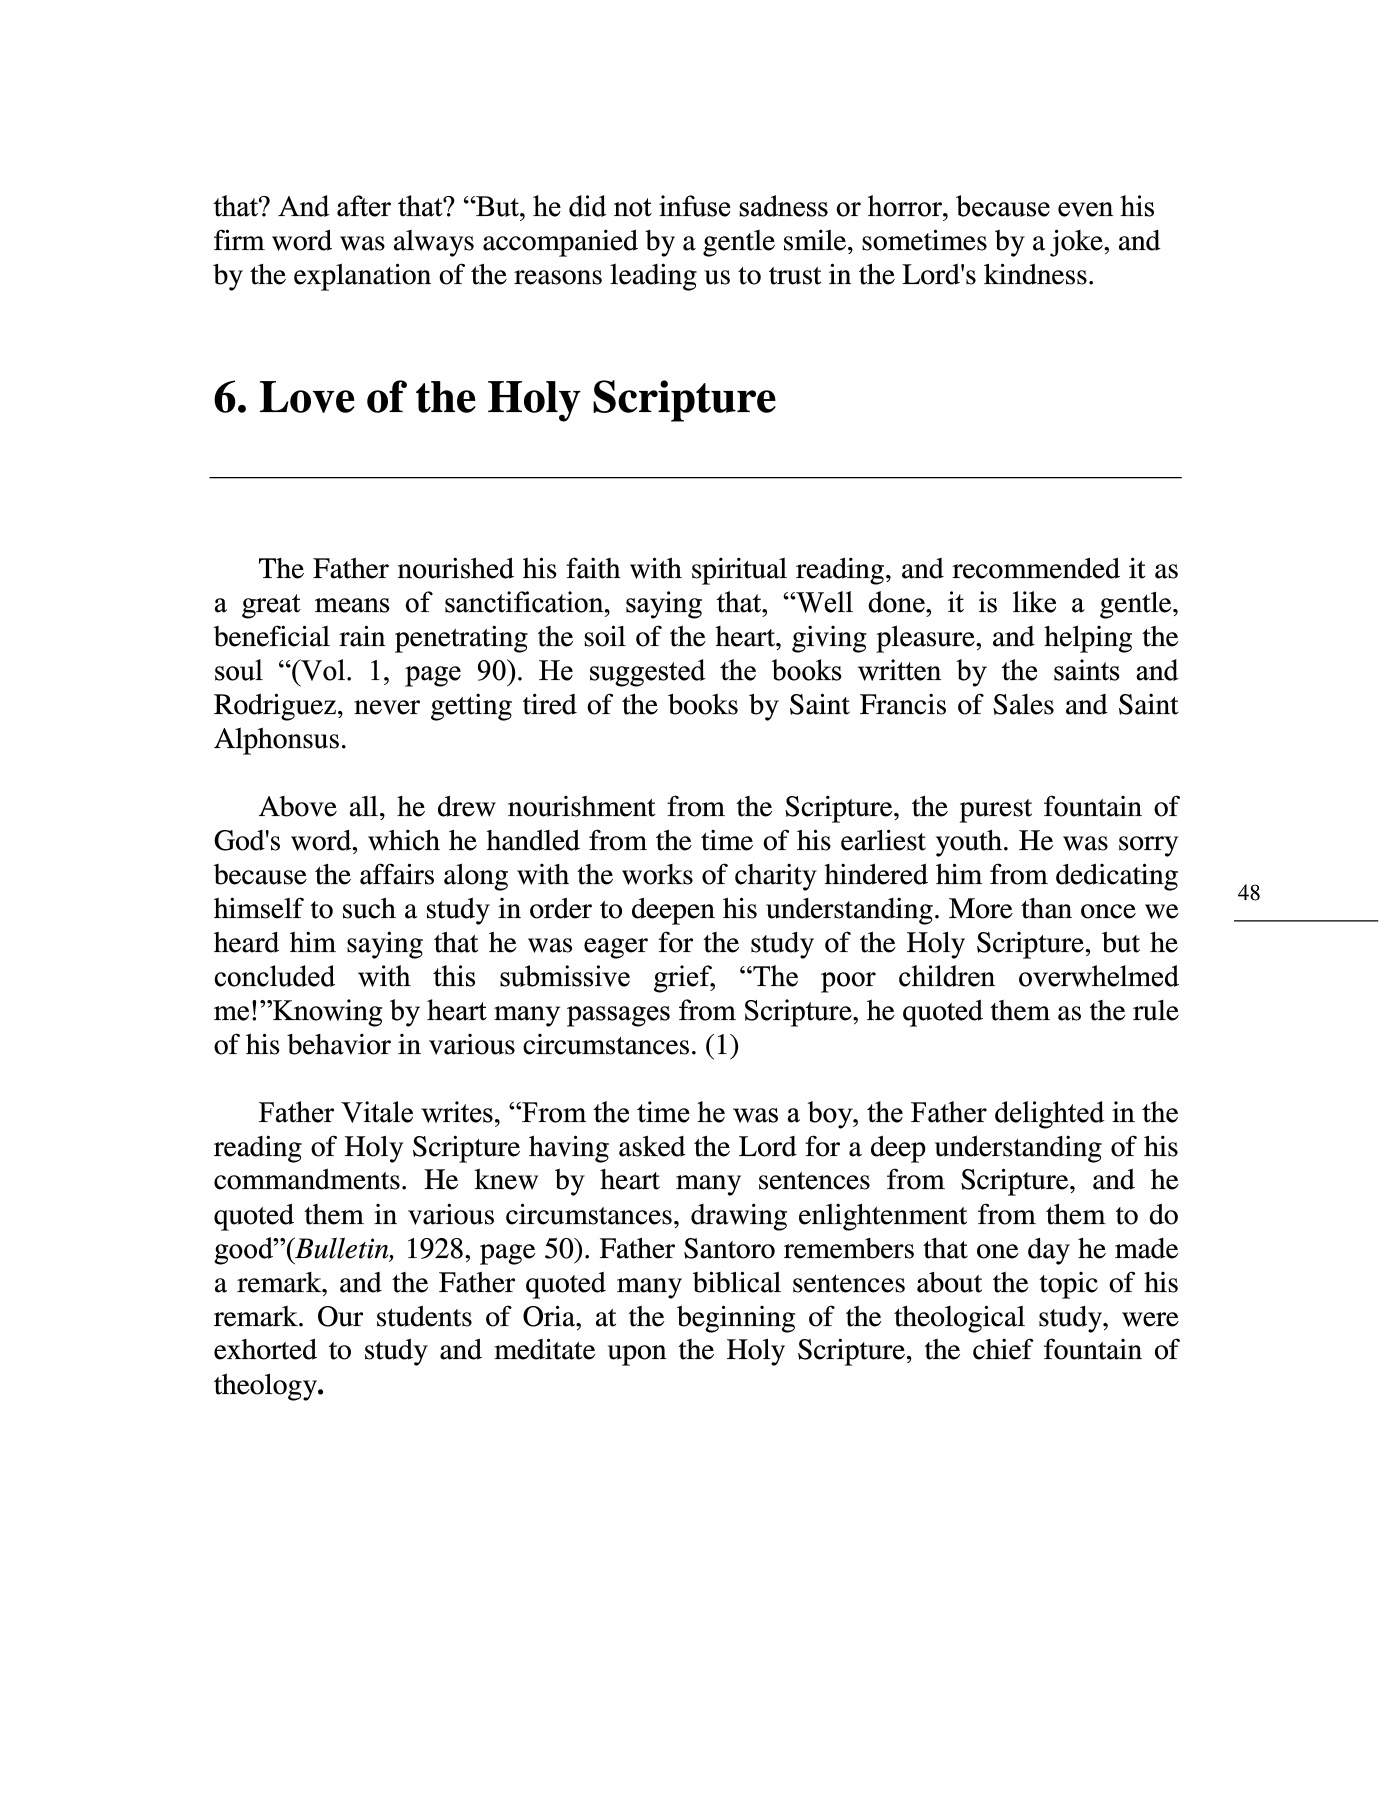 that? And after that? “But, he did not infuse sadness or horror, because even his
firm word was always accompanied by a gentle smile, sometimes by a joke, and
by the explanation of the reasons leading us to trust in the Lord's kindness.
6. Love of the Holy Scripture
The Father nourished his faith with spiritual reading, and recommended it as
a great means of sanctification, saying that, “Well done, it is like a gentle,
beneficial rain penetrating the soil of the heart, giving pleasure, and helping the
soul “(Vol. 1, page 90). He suggested the books written by the saints and
Rodriguez, never getting tired of the books by Saint Francis of Sales and Saint
Alphonsus.
Above all, he drew nourishment from the Scripture, the purest fountain of
God's word, which he handled from the time of his earliest youth. He was sorry
because the affairs along with the works of charity hindered him from dedicating
himself to such a study in order to deepen his understanding. More than once we
heard him saying that he was eager for the study of the Holy Scripture, but he
concluded with this submissive grief, “The poor children overwhelmed
me!”Knowing by heart many passages from Scripture, he quoted them as the rule
of his behavior in various circumstances. (1)
Father Vitale writes, “From the time he was a boy, the Father delighted in the
reading of Holy Scripture having asked the Lord for a deep understanding of his
commandments. He knew by heart many sentences from Scripture, and he
quoted them in various circumstances, drawing enlightenment from them to do
good”(Bulletin, 1928, page 50). Father Santoro remembers that one day he made
a remark, and the Father quoted many biblical sentences about the topic of his
remark. Our students of Oria, at the beginning of the theological study, were
exhorted to study and meditate upon the Holy Scripture, the chief fountain of
theology.
48